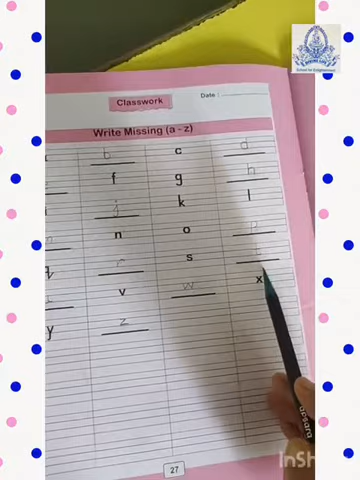 Classwork
Date :
Write Missing (a - z)
b c d
f g h
j k l
n o p
q r s t
v w x
y z
27